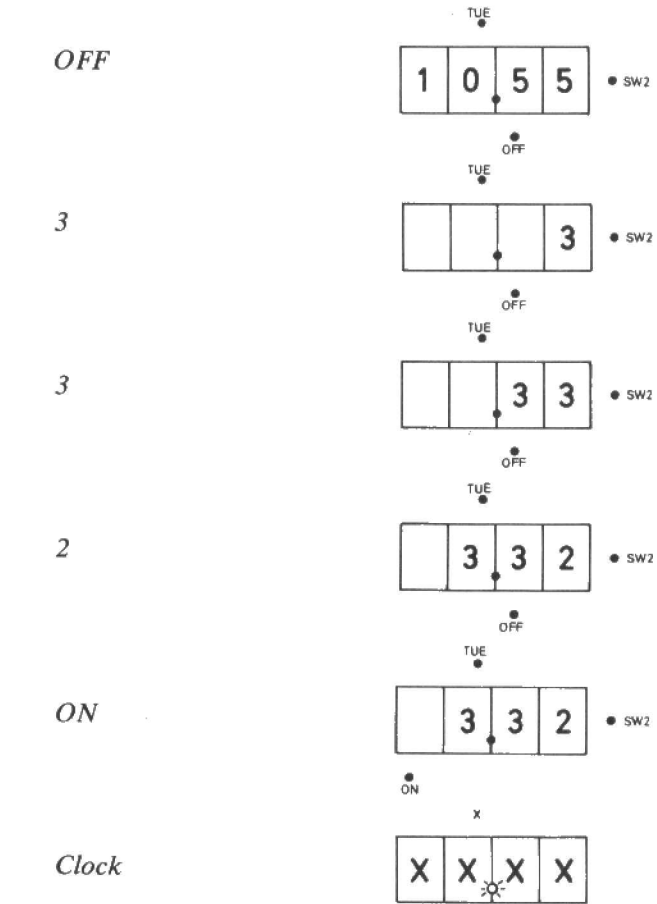 TUE
OFF
1 0 5 5 SW2
OFF
TUE
3
3 SW2
OFF
TUE
3
3 3 SW2
OFF
TUE
2
3 3 2 SW2
OFF
TUE
ON
3 3 2 SW2
ON
X
Clock
X X X X